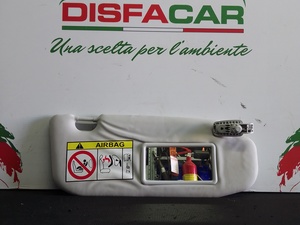 DISFACAR
Una scelta per l'ambiente
AIRBAG